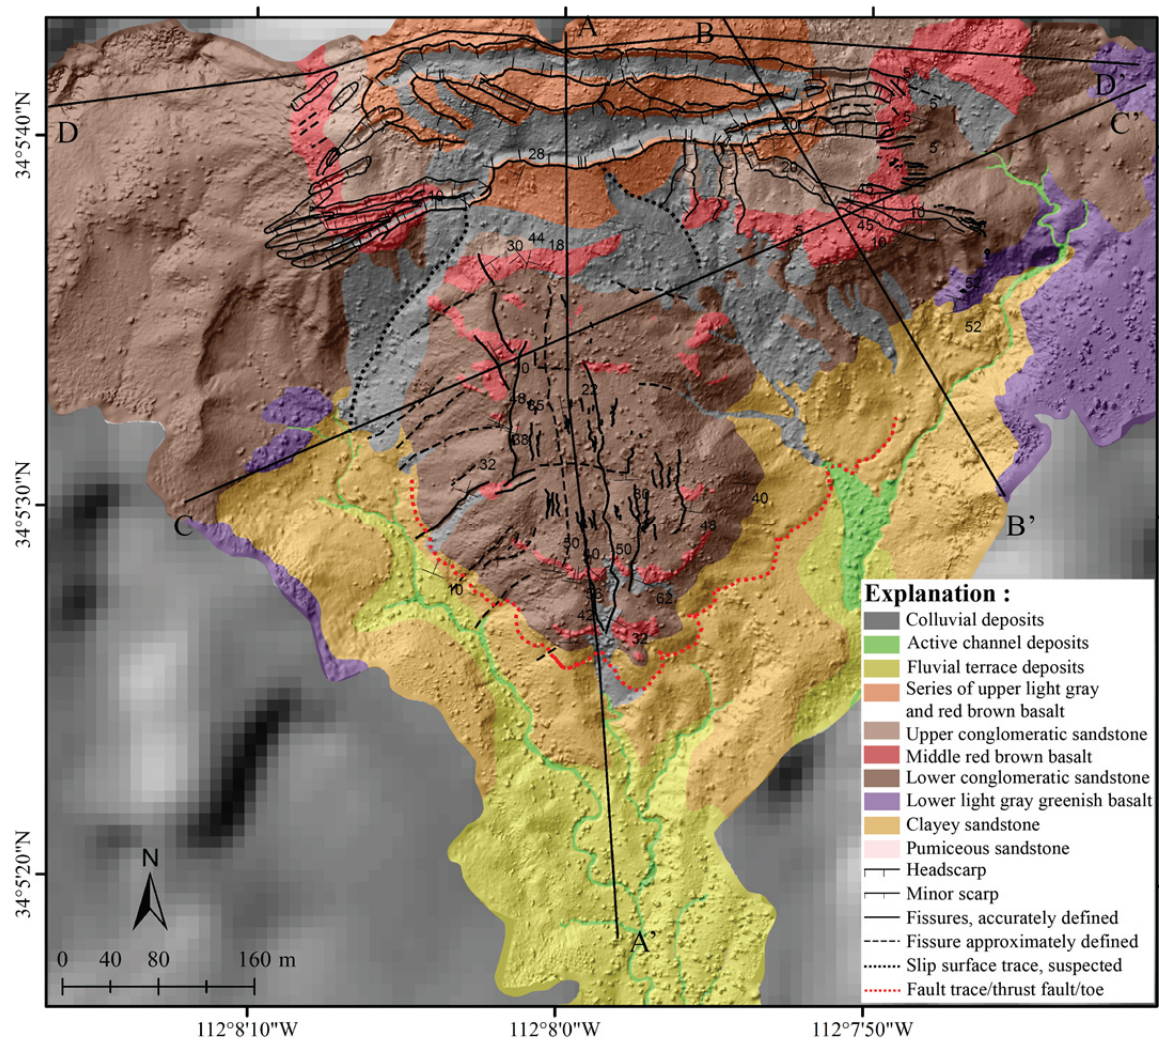 A
B
D
D'
C'
34°5'40"N
5
5
5
5
20
28
20
10
10
45
16
5
44
30
18
52
52
34°5'30"N
22
48
85
38
32
80
40
48
C
B'
50
40
50
10
62
38
42
32
34°5'20"N
A'
N
0 40 80 160 m
Explanation :
Colluvial deposits
Active channel deposits
Fluvial terrace deposits
Series of upper light gray
and red brown basalt
Upper conglomeratic sandstone
Middle red brown basalt
Lower conglomeratic sandstone
Lower light gray greenish basalt
Clayey sandstone
Pumiceous sandstone
Headscarp
Minor scarp
Fissures, accurately defined
Fissure approximately defined
Slip surface trace, suspected
Fault trace/thrust fault/toe
112°8'10"W
112°8'0"W
112°7'50"W